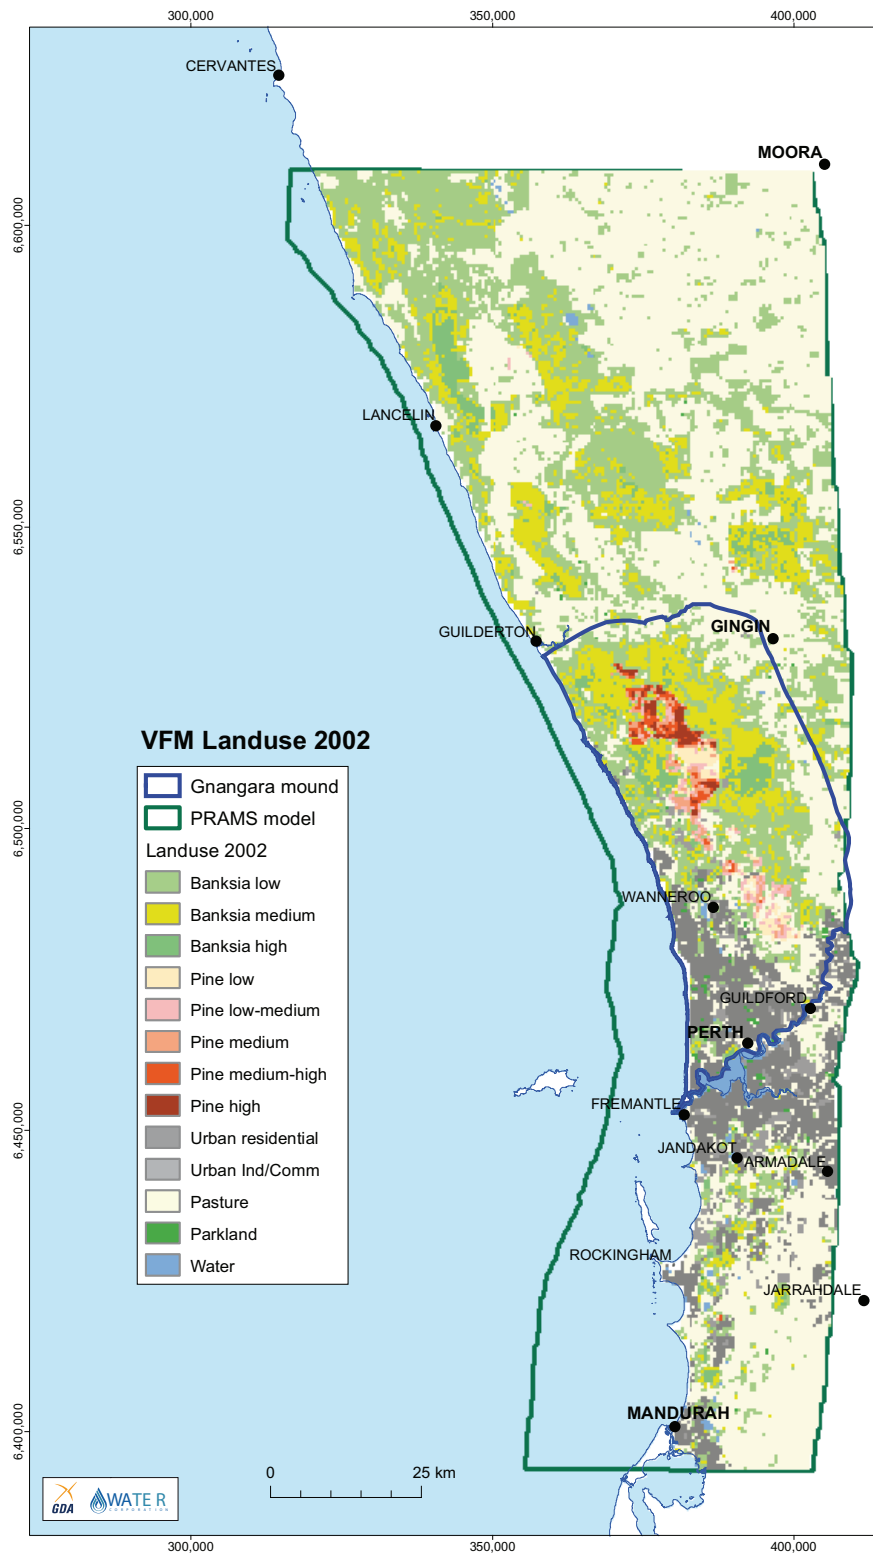 300,000
350,000
400,000
CERVANTES
MOORA
6,600,000
LANCELIN
6,550,000
GUILDERTON
GINGIN
VFM Landuse 2002
Gnangara mound
PRAMS model
Landuse 2002
Banksia low
Banksia medium
Banksia high
Pine low
Pine low-medium
Pine medium
Pine medium-high
Pine high
Urban residential
Urban Ind/Comm
Pasture
Parkland
Water
6,500,000
WANNEROO
GUILDFORD
PERTH
FREMANTLE
6,450,000
JANDAKOT
ARMADALE
ROCKINGHAM
JARRAHDALE
MANDURAH
6,400,000
0
25 km
GDA
WATER
CORPORATION
300,000
350,000
400,000